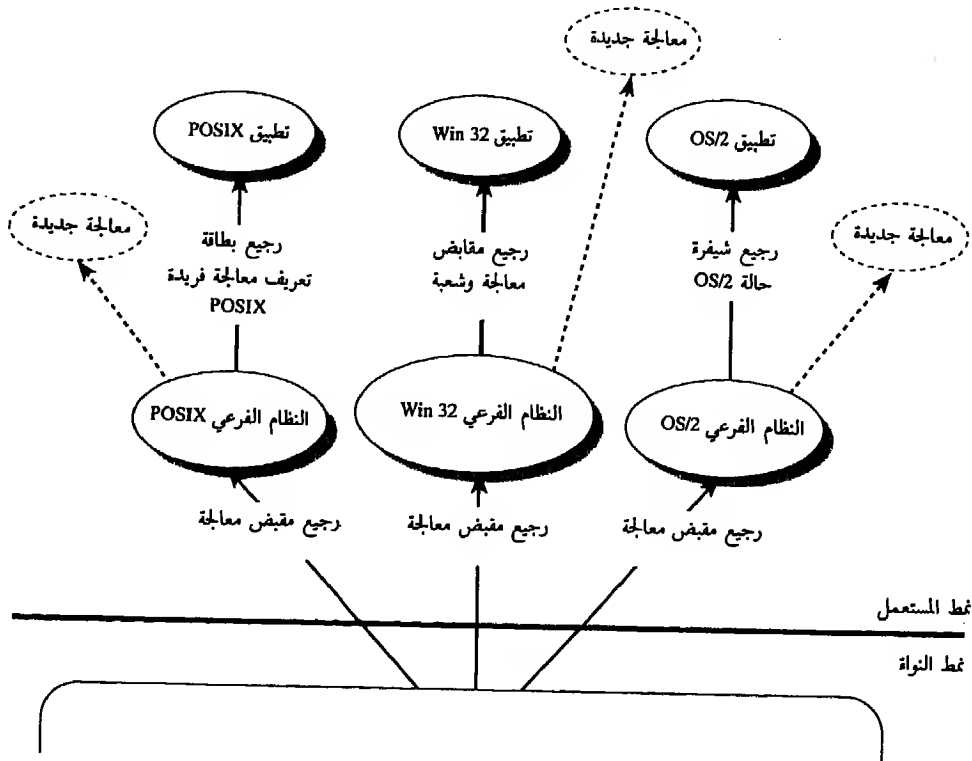 معالجة جديدة
تطبيق OS/2
تطبيق Win 32
تطبيق POSIX
معالجة جديدة
رجيع شيفرة
حالة OS/2
رجيع مقابض
معالجة وشعبة
رجيع بطاقة
تعريف معالجة فريدة
POSIX
معالجة جديدة
النظام الفرعي OS/2
النظام الفرعي Win 32
النظام الفرعي POSIX
رجيع مقبض معالجة
رجيع مقبض معالجة
رجيع مقبض معالجة
نمط المستعمل
نمط النواة